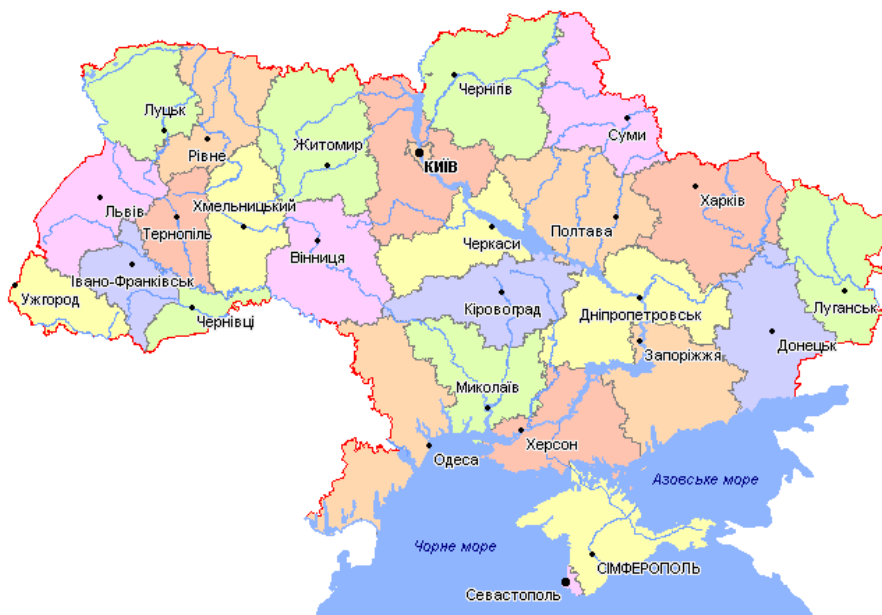 Чернігів
Луцьк
Суми
Житомир
Рівне
КИЇВ
Харків
Львів
Хмельницький
Тернопіль
Полтава
Черкаси
Вінниця
Івано-Франківськ
Ужгород
Кіровоград
Луганськ
Дніпропетровськ
Чернівці
Донецьк
Запоріжжя
Миколаїв
Херсон
Одеса
Азовське море
Чорне море
СІМФЕРОПОЛЬ
Севастополь